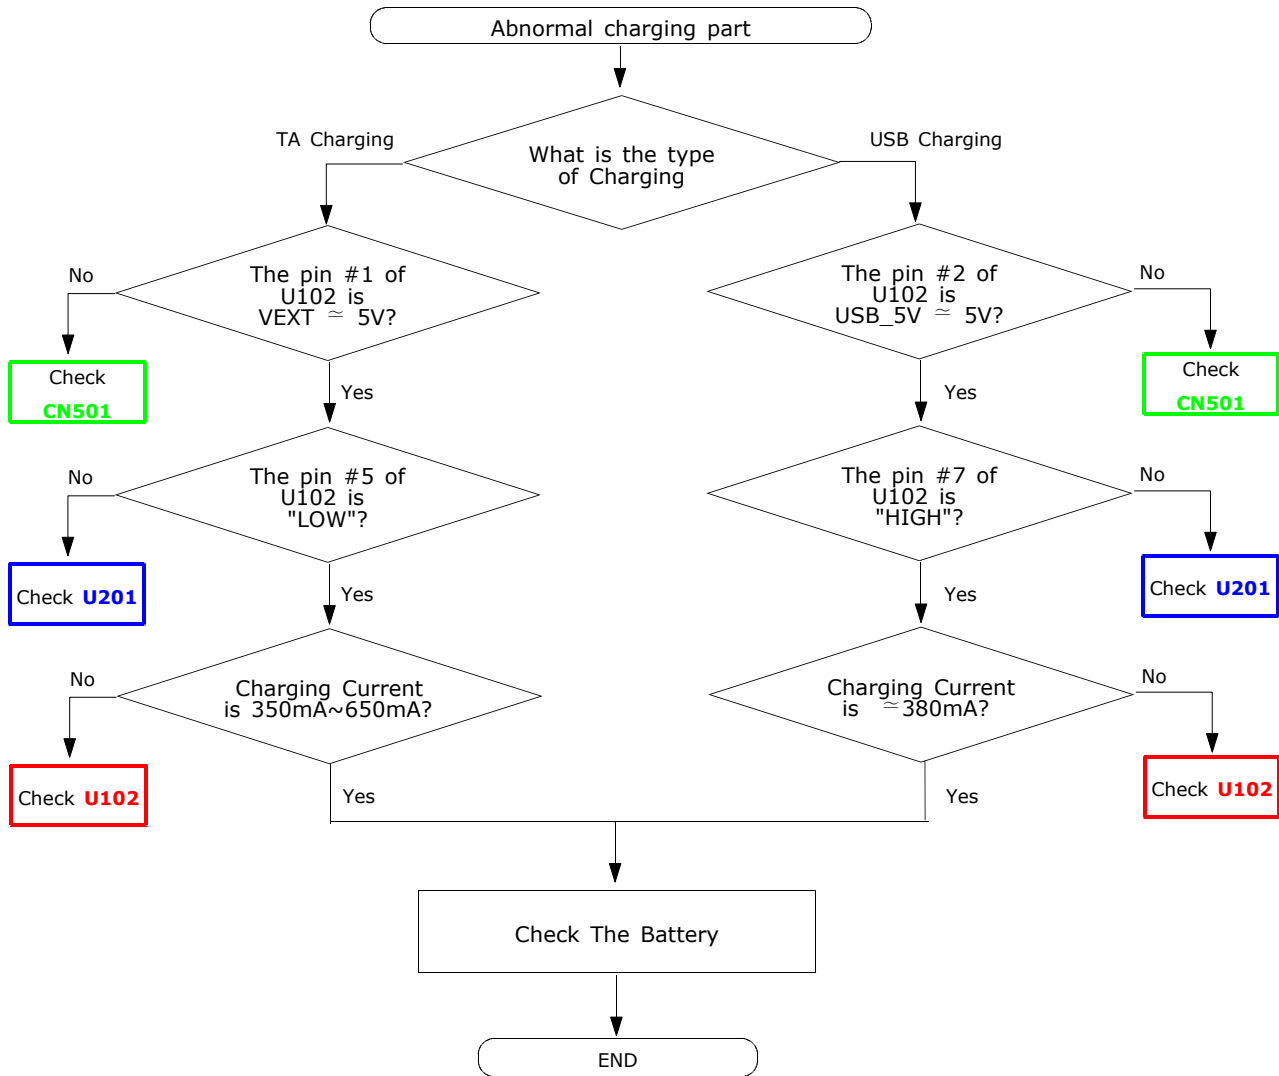 Abnormal charging part
TA Charging
USB Charging
What is the type
of Charging
No
The pin #1 of
U102 is
VEXT ≃ 5V?
The pin #2 of
U102 is
USB_5V ≃ 5V?
No
Check
CN501
Yes
Yes
Check
CN501
No
The pin #5 of
U102 is
"LOW"?
The pin #7 of
U102 is
"HIGH"?
No
Check U201
Yes
Yes
Check U201
No
Charging Current
is 350mA~650mA?
Charging Current
is ≃380mA?
No
Check U102
Yes
Yes
Check U102
Check The Battery
END